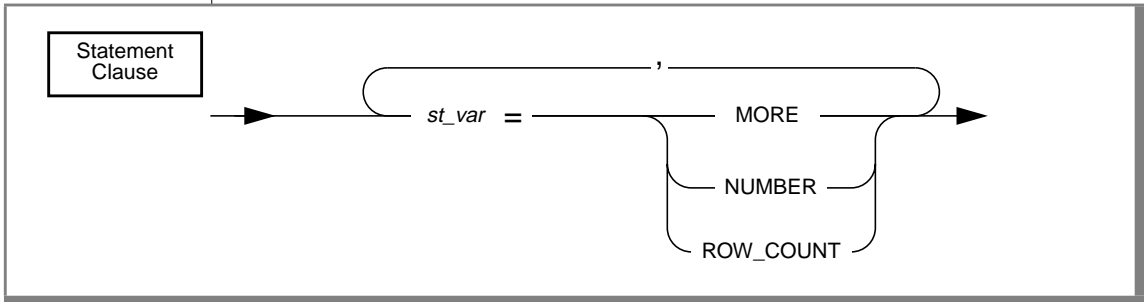 Statement
Clause
,
st_var = MORE
NUMBER
ROW_COUNT